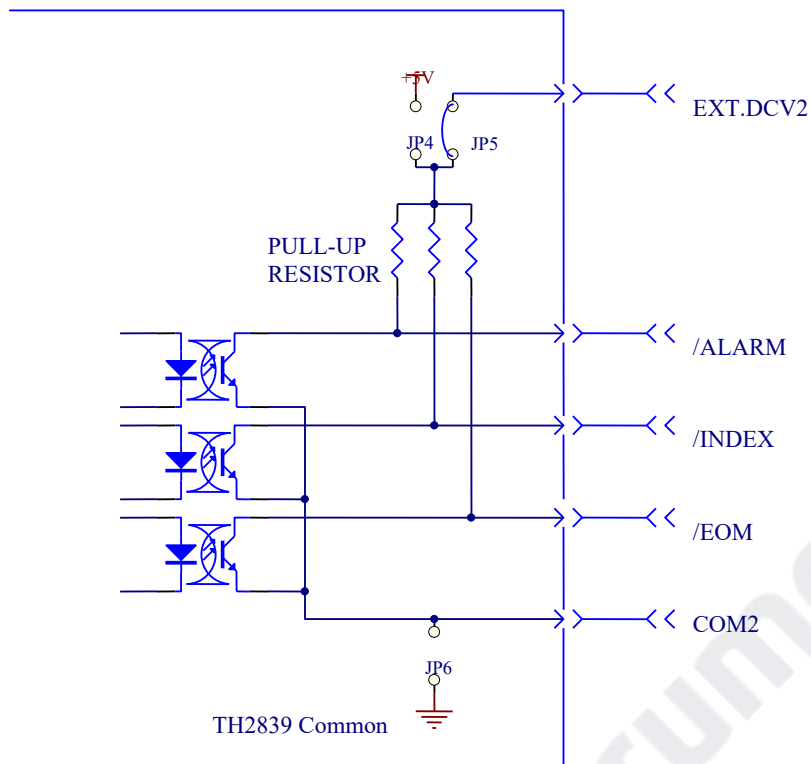 +5V
EXT.DCV2
JP4
JP5
PULL-UP
RESISTOR
/ALARM
/INDEX
/EOM
COM2
JP6
TH2839 Common